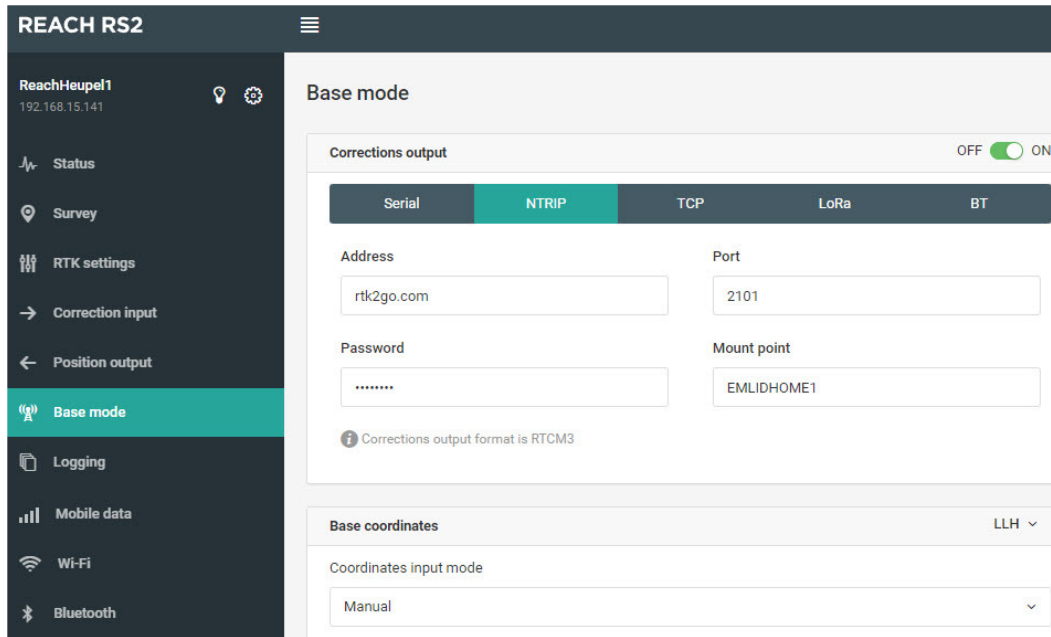 REACH RS2
ReachHeupel1
192.168.15.141
Status
Survey
RTK settings
Correction input
Position output
Base mode
Logging
Mobile data
Wi-Fi
Bluetooth
Base mode
Corrections output
OFF ON
Serial NTRIP TCP LoRa BT
Address Port
rtk2go.com 2101
Password Mount point
•••••••• EMLIDHOME1
Corrections output format is RTCM3
Base coordinates LLH
Coordinates input mode
Manual